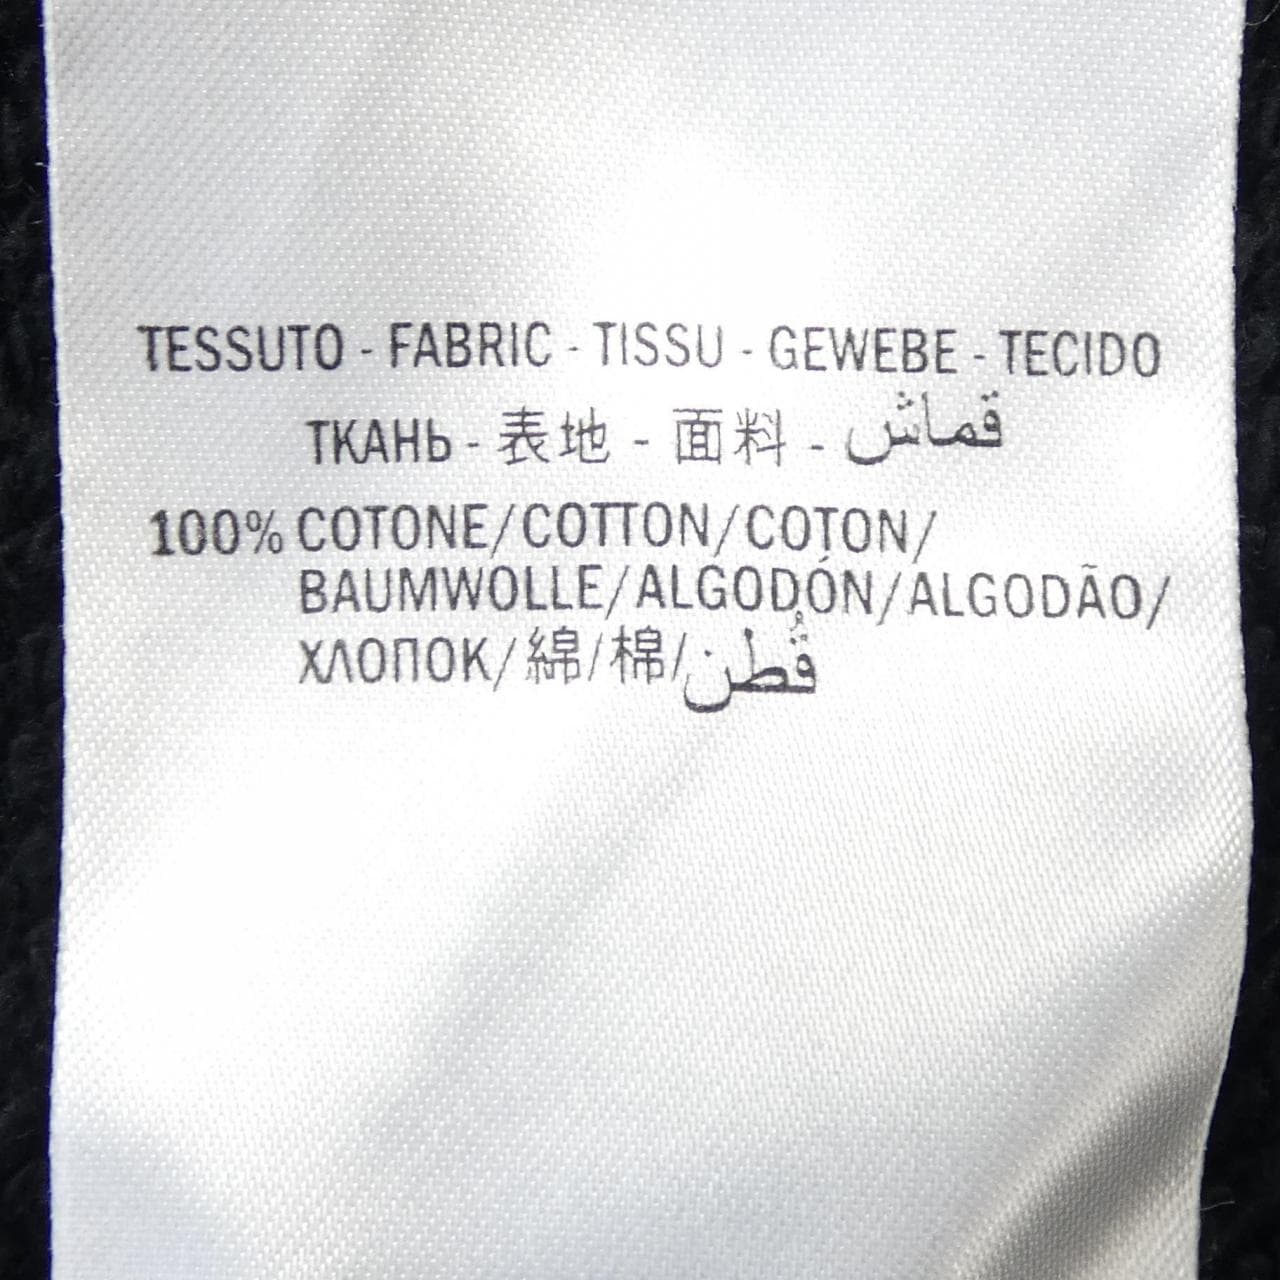 TESSUTO - FABRIC - TISSU - GEWEBE - TECIDO
ТКАНЬ - 表地 - 面料 - قماش
100% COTONE/COTTON/COTON/
BAUMWOLLE/ALGODÓN/ALGODÃO/
ХЛОПОК/綿/棉/قُطن